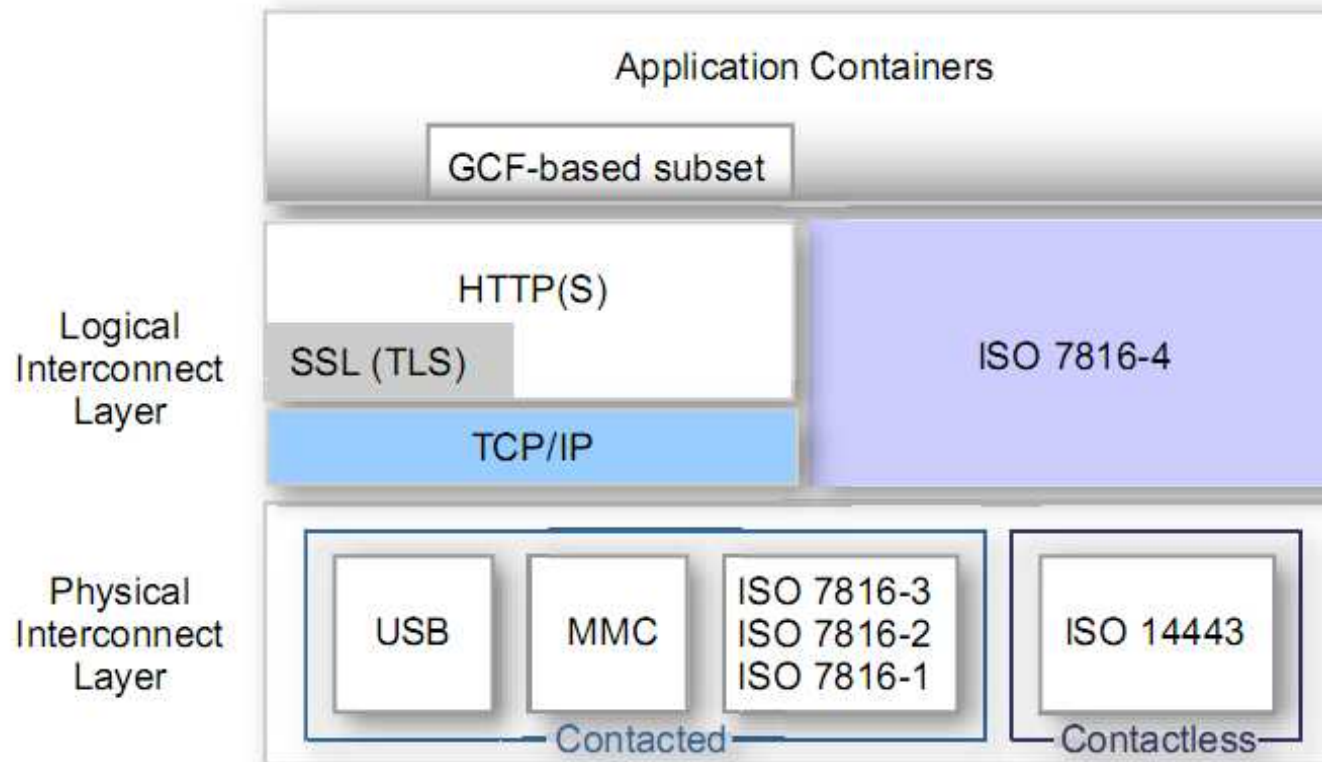 Application Containers
GCF-based subset
Logical
Interconnect
Layer
HTTP(S)
SSL (TLS)
TCP/IP
ISO 7816-4
Physical
Interconnect
Layer
USB
MMC
ISO 7816-3
ISO 7816-2
ISO 7816-1
Contacted
ISO 14443
Contactless